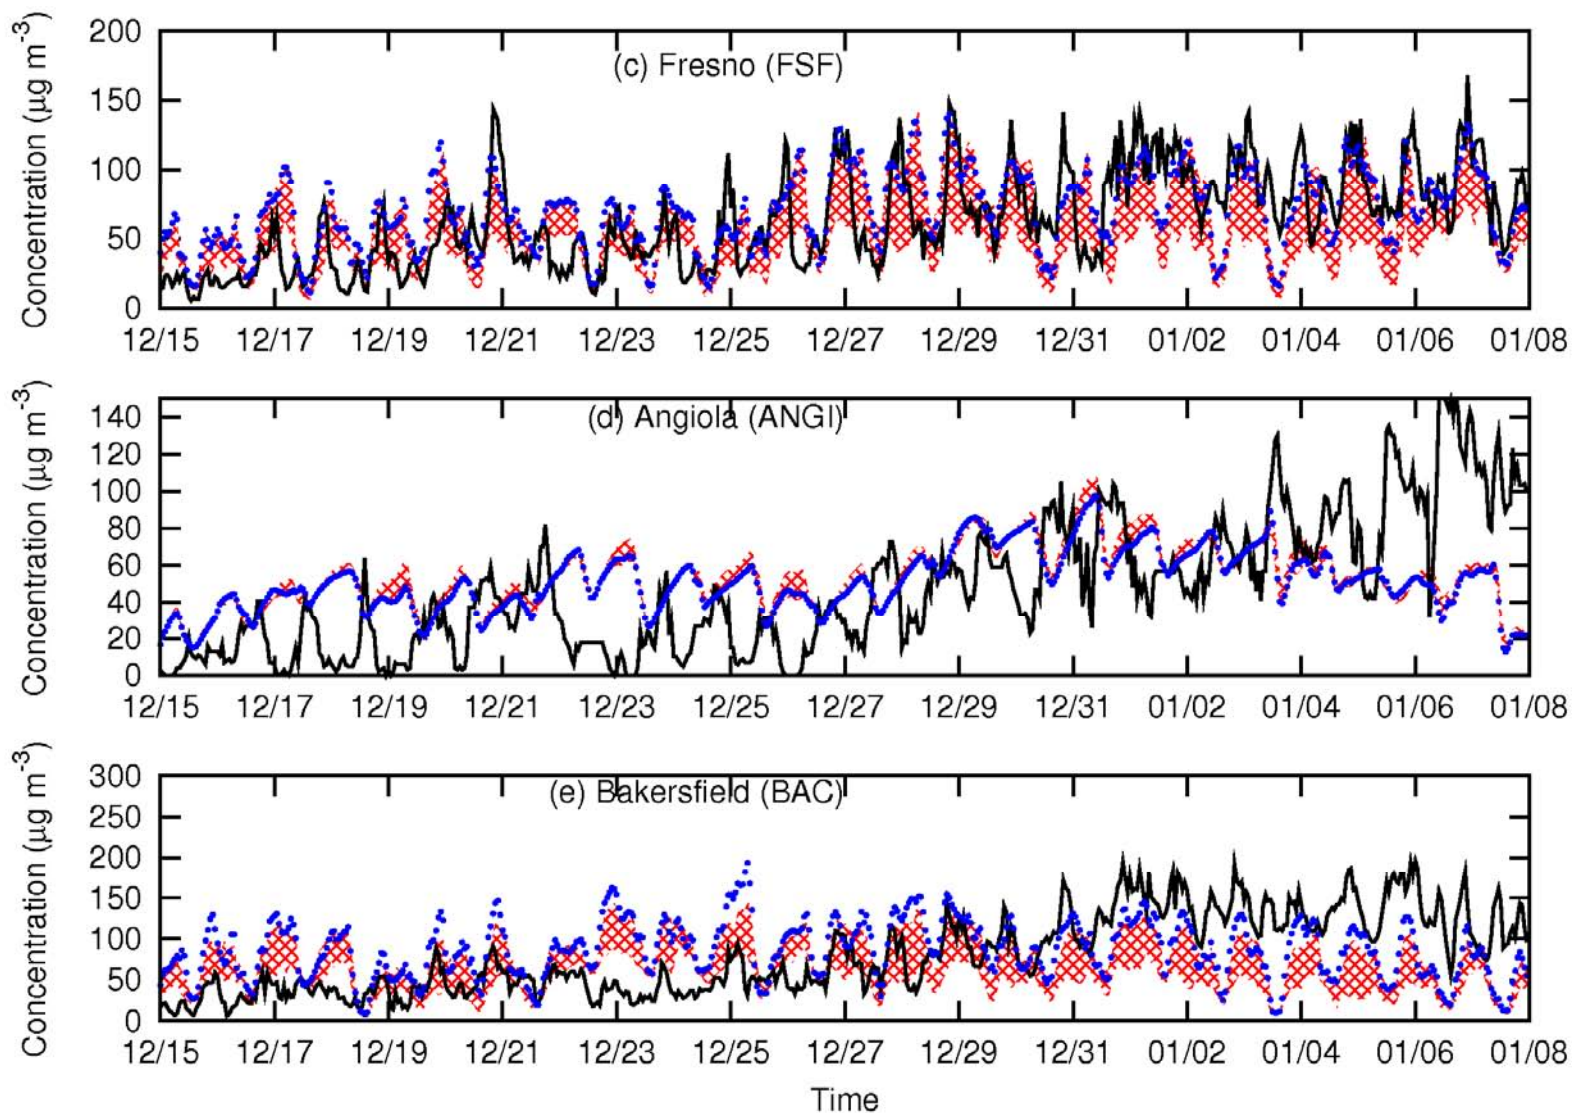 200
150
100
50
0
Concentration (µg m⁻³)
(c) Fresno (FSF)
12/15 12/17 12/19 12/21 12/23 12/25 12/27 12/29 12/31 01/02 01/04 01/06 01/08
140
120
100
80
60
40
20
0
Concentration (µg m⁻³)
(d) Angiola (ANGI)
12/15 12/17 12/19 12/21 12/23 12/25 12/27 12/29 12/31 01/02 01/04 01/06 01/08
300
250
200
150
100
50
0
Concentration (µg m⁻³)
(e) Bakersfield (BAC)
12/15 12/17 12/19 12/21 12/23 12/25 12/27 12/29 12/31 01/02 01/04 01/06 01/08
Time